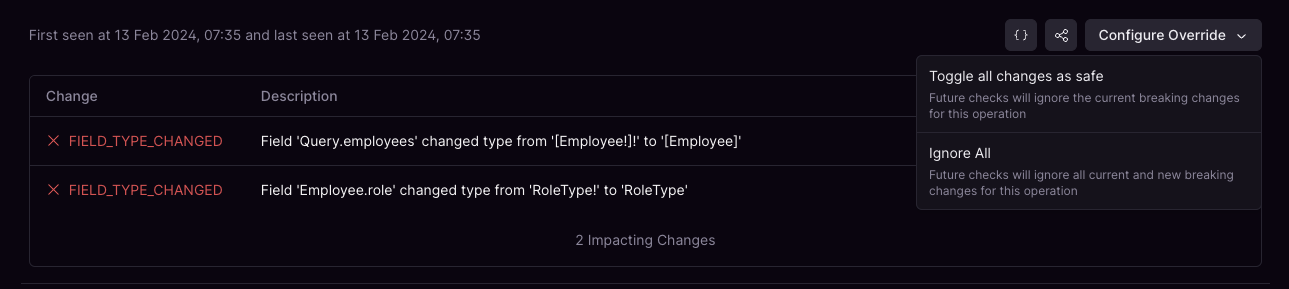 First seen at 13 Feb 2024, 07:35 and last seen at 13 Feb 2024, 07:35
{ }
Configure Override
Toggle all changes as safe
Future checks will ignore the current breaking changes
for this operation
Ignore All
Future checks will ignore all current and new breaking
changes for this operation
Change Description
FIELD_TYPE_CHANGED Field 'Query.employees' changed type from '[Employee!]!' to '[Employee]'
FIELD_TYPE_CHANGED Field 'Employee.role' changed type from 'RoleType!' to 'RoleType'
2 Impacting Changes